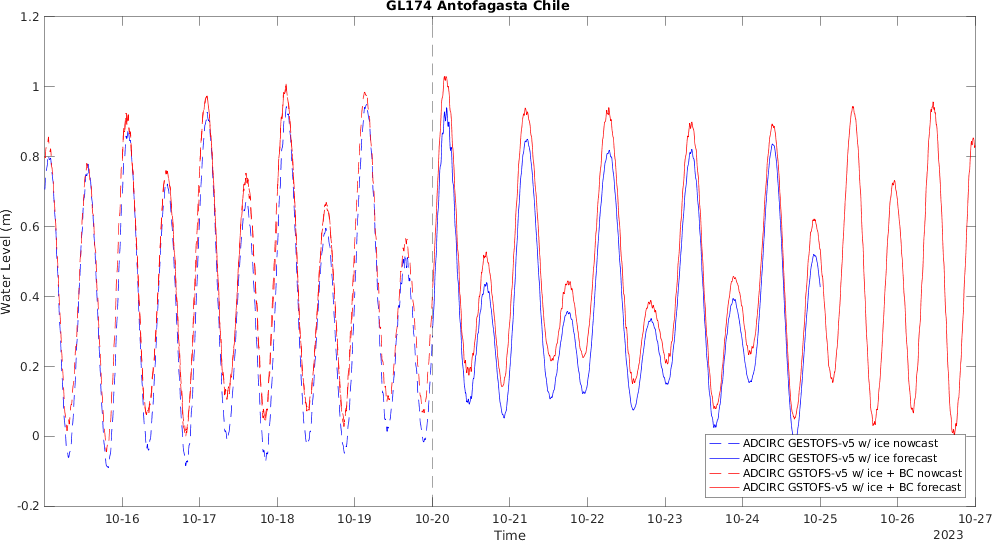 GL174 Antofagasta Chile
1.2
1
0.8
0.6
0.4
0.2
0
-0.2
Water Level (m)
10-16 10-17 10-18 10-19 10-20 10-21 10-22 10-23 10-24 10-25 10-26 10-27
Time
2023
ADCIRC GESTOFS-v5 w/ ice nowcast
ADCIRC GESTOFS-v5 w/ ice forecast
ADCIRC GSTOFS-v5 w/ ice + BC nowcast
ADCIRC GSTOFS-v5 w/ ice + BC forecast